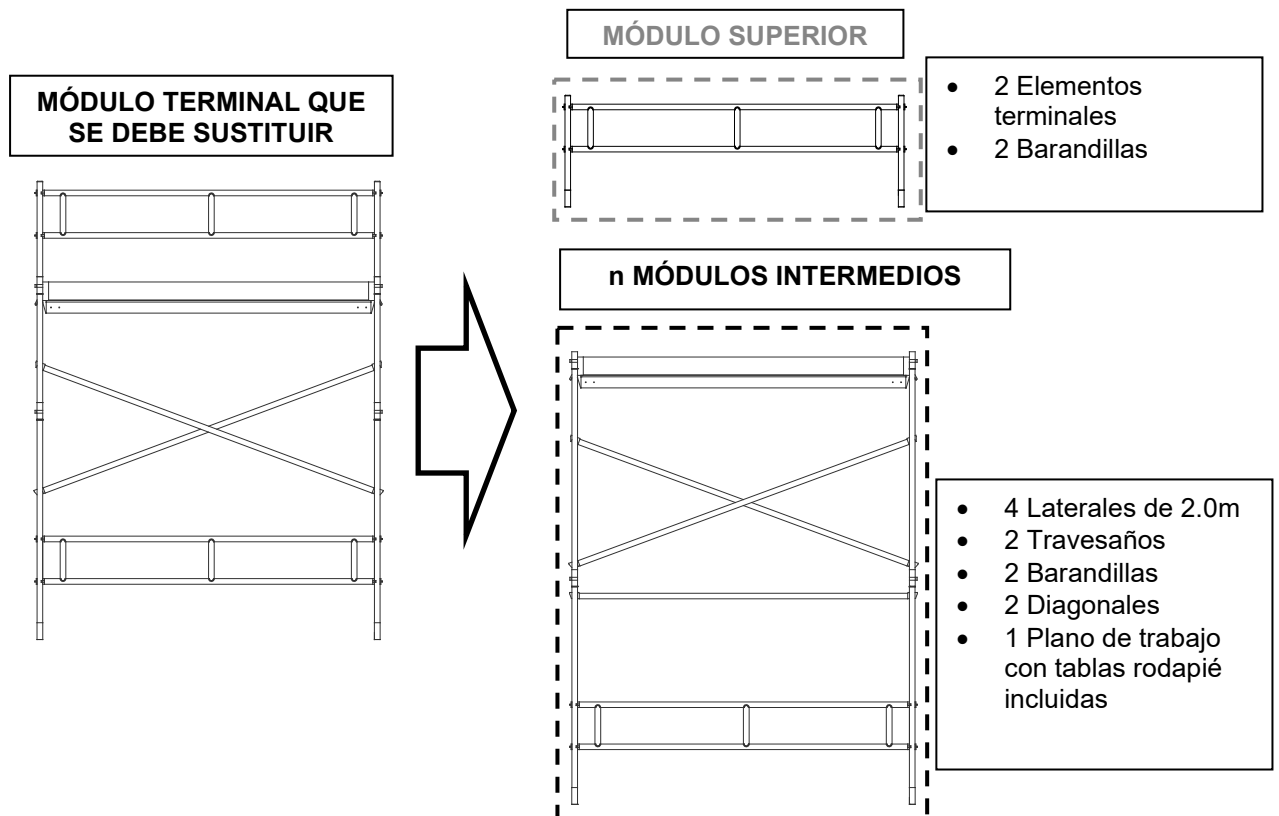 MÓDULO TERMINAL QUE
SE DEBE SUSTITUIR
MÓDULO SUPERIOR
• 2 Elementos
terminales
• 2 Barandillas
n MÓDULOS INTERMEDIOS
• 4 Laterales de 2.0m
• 2 Travesaños
• 2 Barandillas
• 2 Diagonales
• 1 Plano de trabajo
con tablas rodapié
incluidas